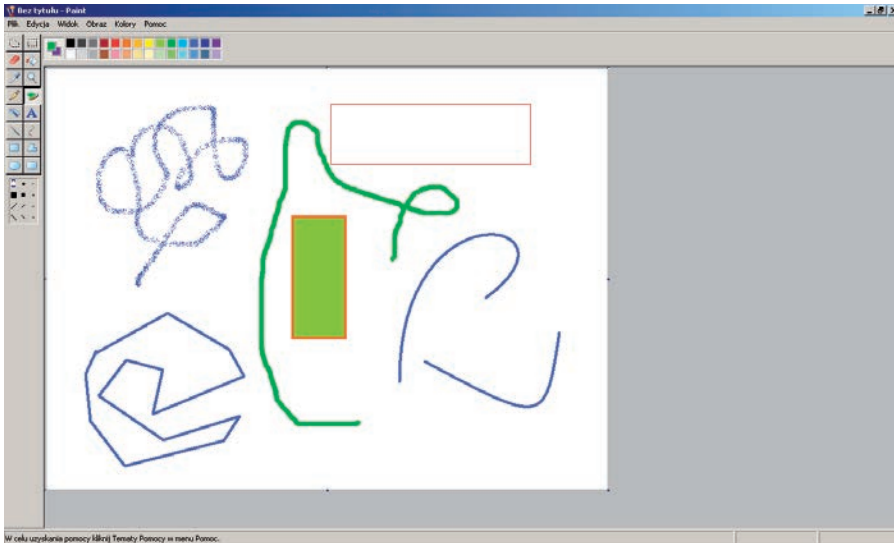 Bez tytułu - Paint
Plik Edycja Widok Obraz Kolory Pomoc
A
W celu uzyskania pomocy kliknij Tematy Pomocy w menu Pomoc.